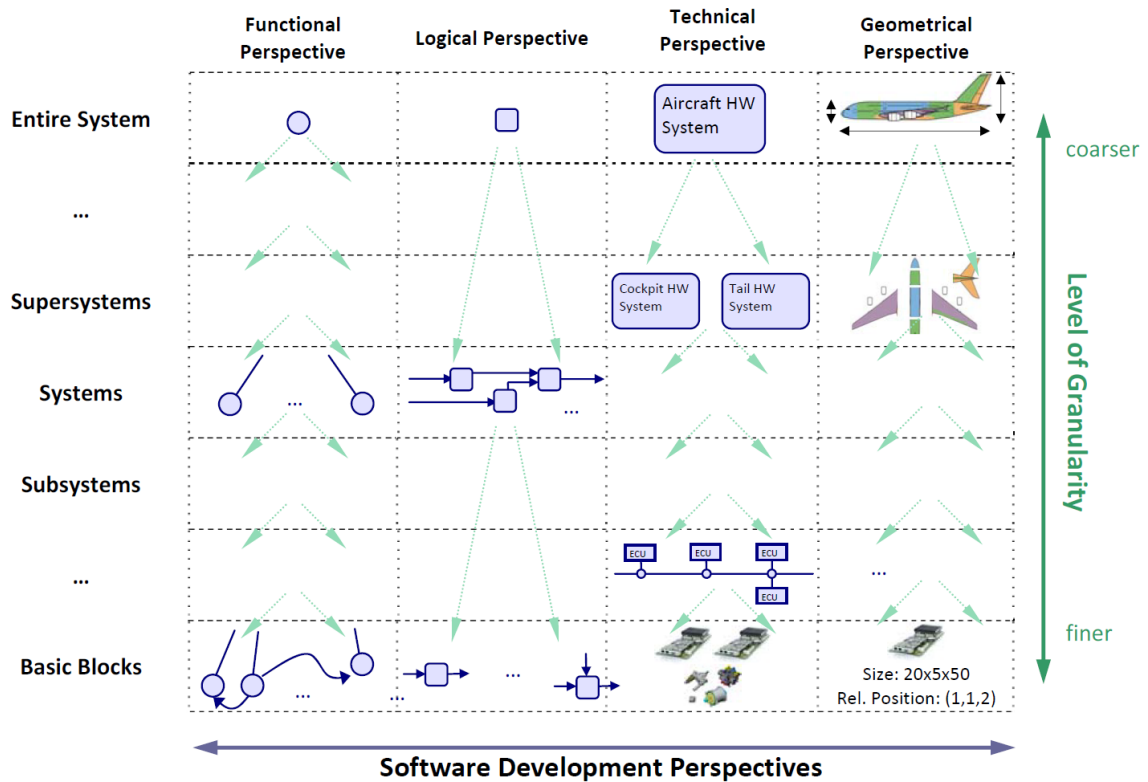 Functional
Perspective
Logical Perspective
Technical
Perspective
Geometrical
Perspective
Entire System
Aircraft HW
System
coarser
...
Supersystems
Cockpit HW
System
Tail HW
System
Level of Granularity
Systems
...
...
Subsystems
...
ECU
ECU
ECU
ECU
...
finer
Basic Blocks
...
...
...
Size: 20x5x50
Rel. Position: (1,1,2)
Software Development Perspectives